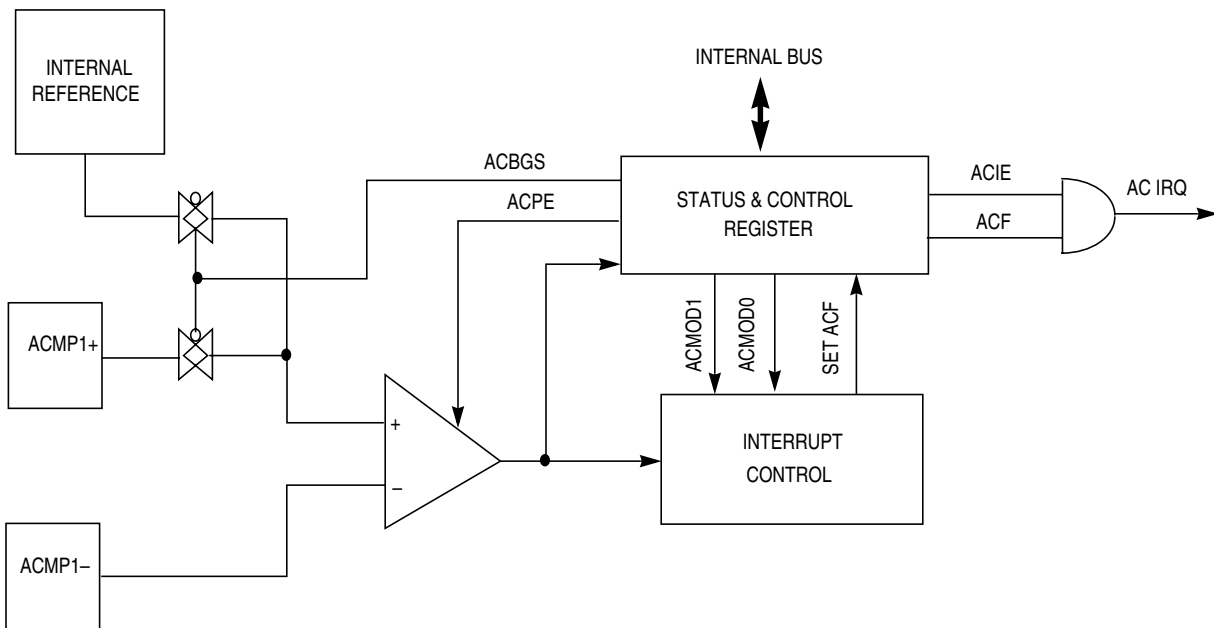 INTERNAL
REFERENCE
INTERNAL BUS
ACBGS
ACPE
STATUS & CONTROL
REGISTER
ACIE
ACF
AC IRQ
ACMP1+
ACMOD1
ACMOD0
SET ACF
+
–
INTERRUPT
CONTROL
ACMP1–